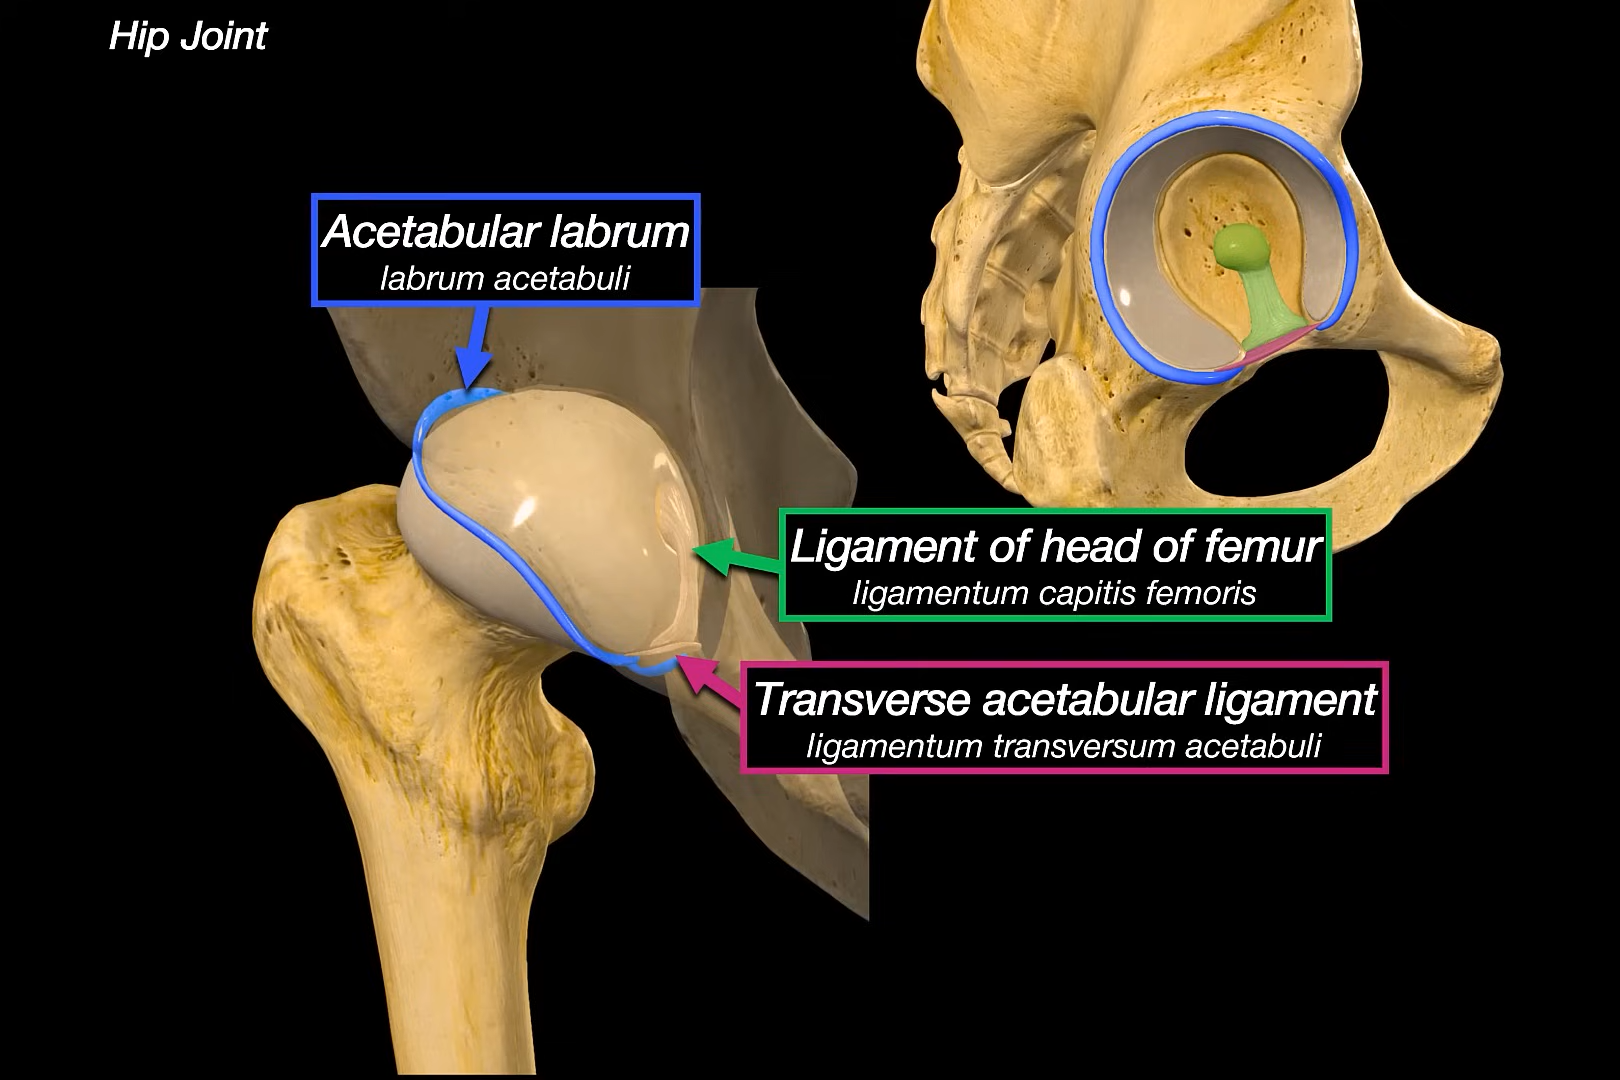 Hip Joint
Acetabular labrum
labrum acetabuli
Ligament of head of femur
ligamentum capitis femoris
Transverse acetabular ligament
ligamentum transversum acetabuli